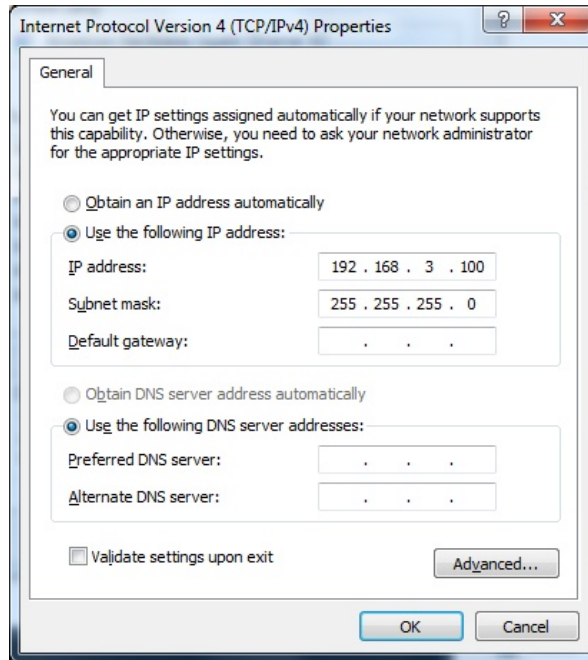 Internet Protocol Version 4 (TCP/IPv4) Properties
General
You can get IP settings assigned automatically if your network supports
this capability. Otherwise, you need to ask your network administrator
for the appropriate IP settings.
Obtain an IP address automatically
Use the following IP address:
IP address: 192 . 168 . 3 . 100
Subnet mask: 255 . 255 . 255 . 0
Default gateway: . . .
Obtain DNS server address automatically
Use the following DNS server addresses:
Preferred DNS server: . . .
Alternate DNS server: . . .
Validate settings upon exit
Advanced...
OK Cancel